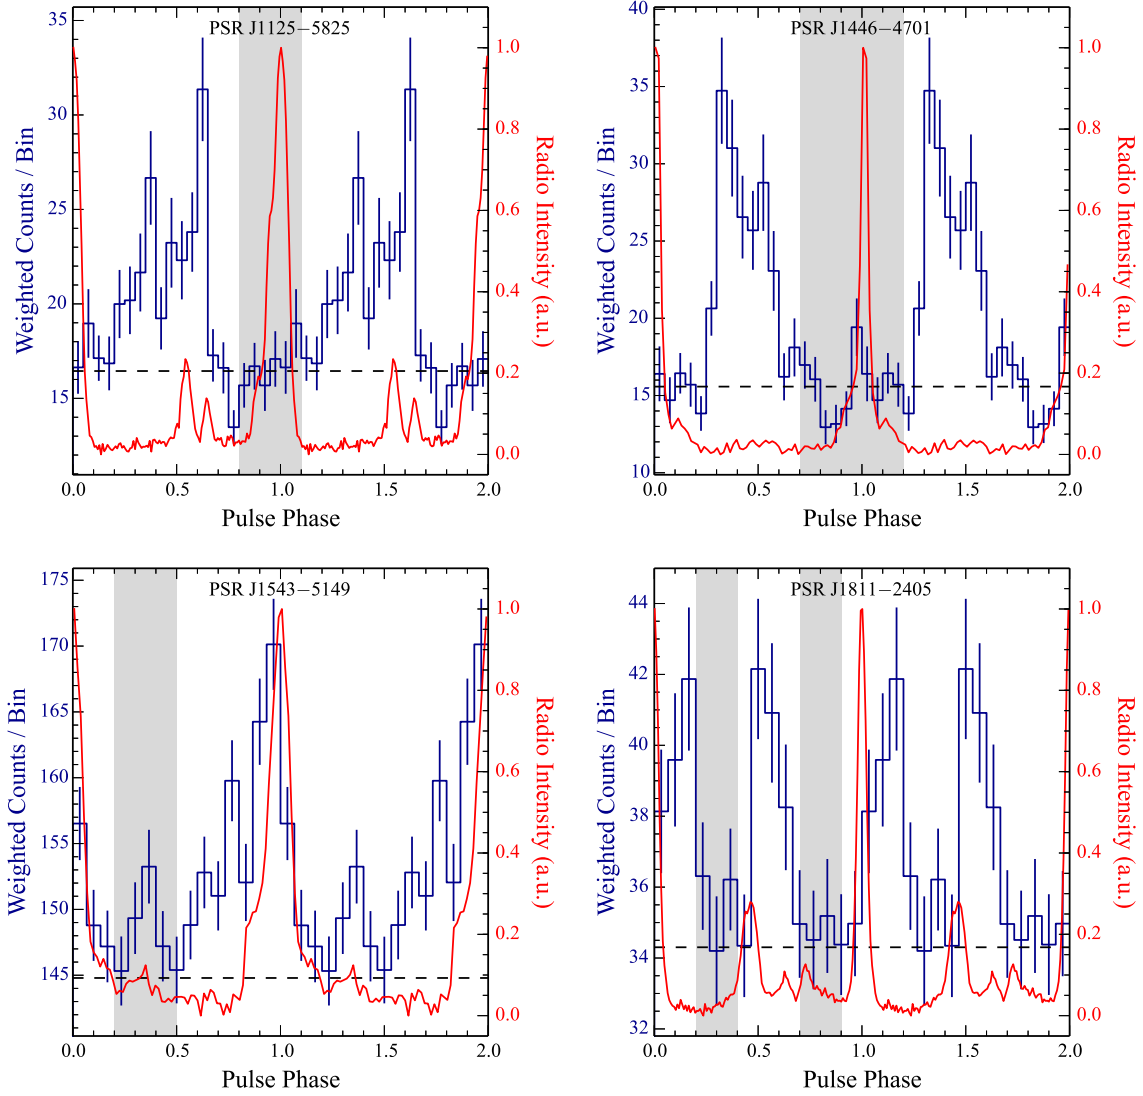 PSR J1125−5825
35
30
25
20
15
Weighted Counts / Bin
1.0
0.8
0.6
0.4
0.2
0.0
Radio Intensity (a.u.)
0.0 0.5 1.0 1.5 2.0
Pulse Phase
PSR J1446−4701
40
35
30
25
20
15
10
Weighted Counts / Bin
1.0
0.8
0.6
0.4
0.2
0.0
Radio Intensity (a.u.)
0.0 0.5 1.0 1.5 2.0
Pulse Phase
PSR J1543−5149
175
170
165
160
155
150
145
Weighted Counts / Bin
1.0
0.8
0.6
0.4
0.2
0.0
Radio Intensity (a.u.)
0.0 0.5 1.0 1.5 2.0
Pulse Phase
PSR J1811−2405
44
42
40
38
36
34
32
Weighted Counts / Bin
1.0
0.8
0.6
0.4
0.2
0.0
Radio Intensity (a.u.)
0.0 0.5 1.0 1.5 2.0
Pulse Phase